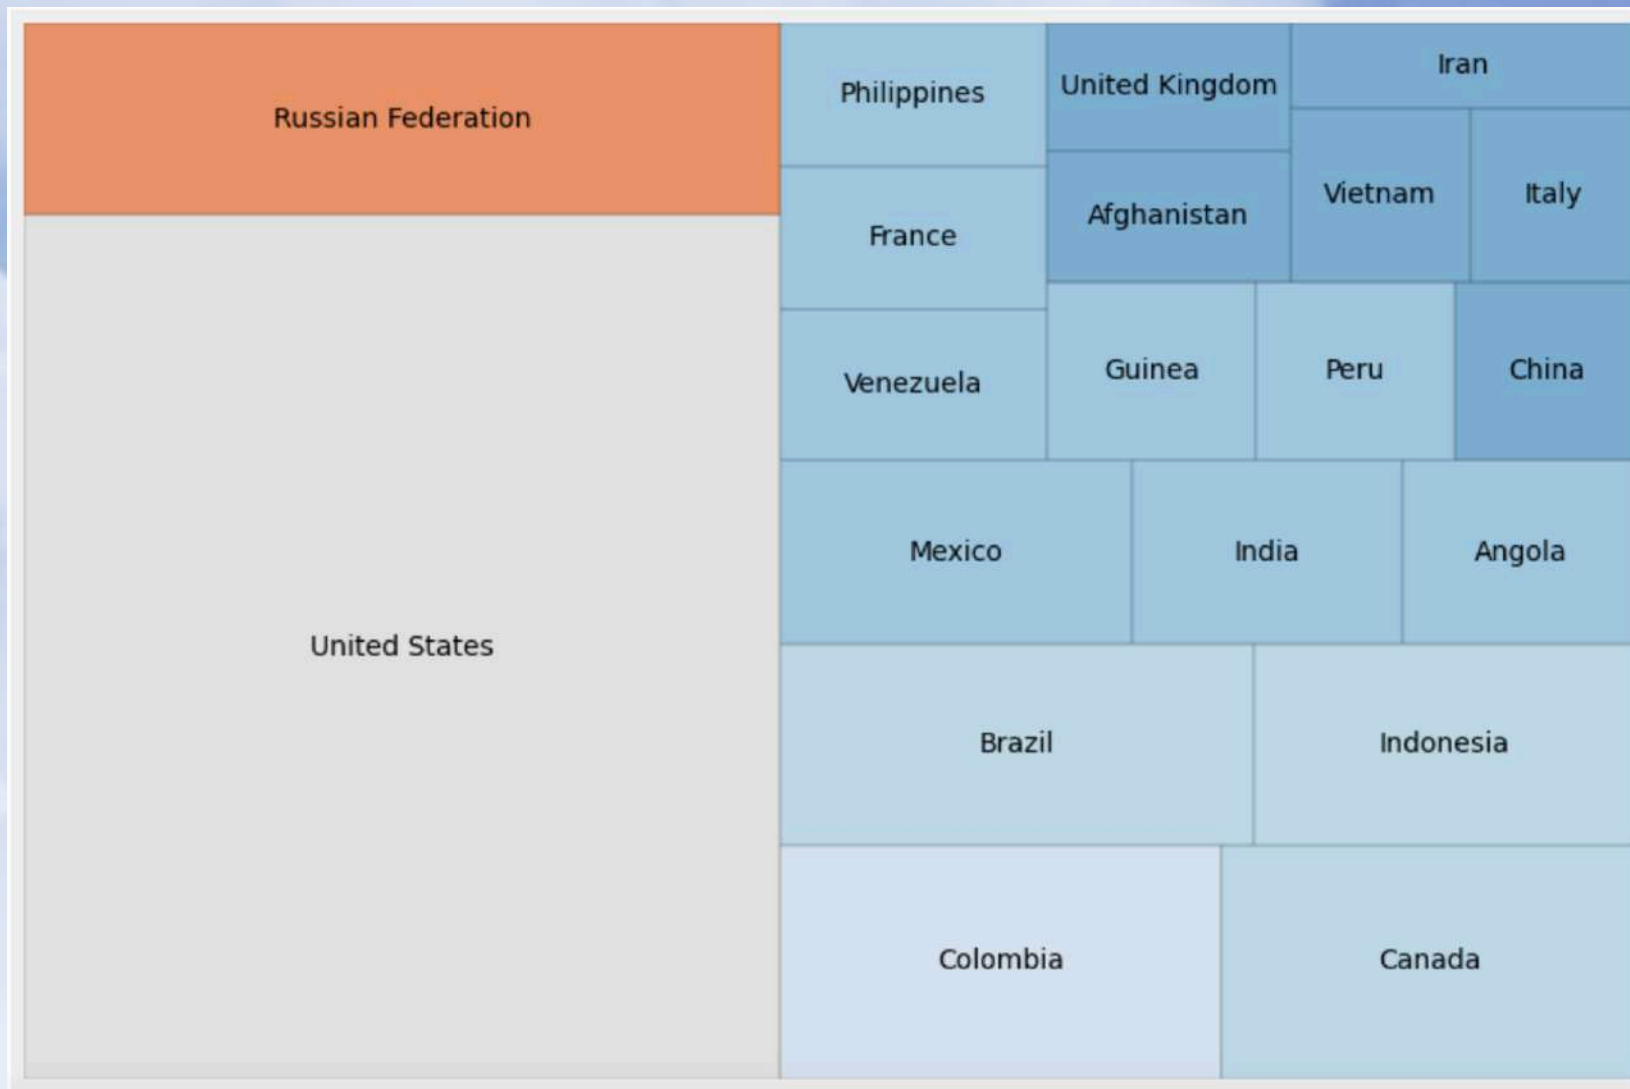 Russian Federation
United States
Philippines
France
Venezuela
United Kingdom
Afghanistan
Iran
Vietnam
Italy
Guinea
Peru
China
Mexico
India
Angola
Brazil
Indonesia
Colombia
Canada